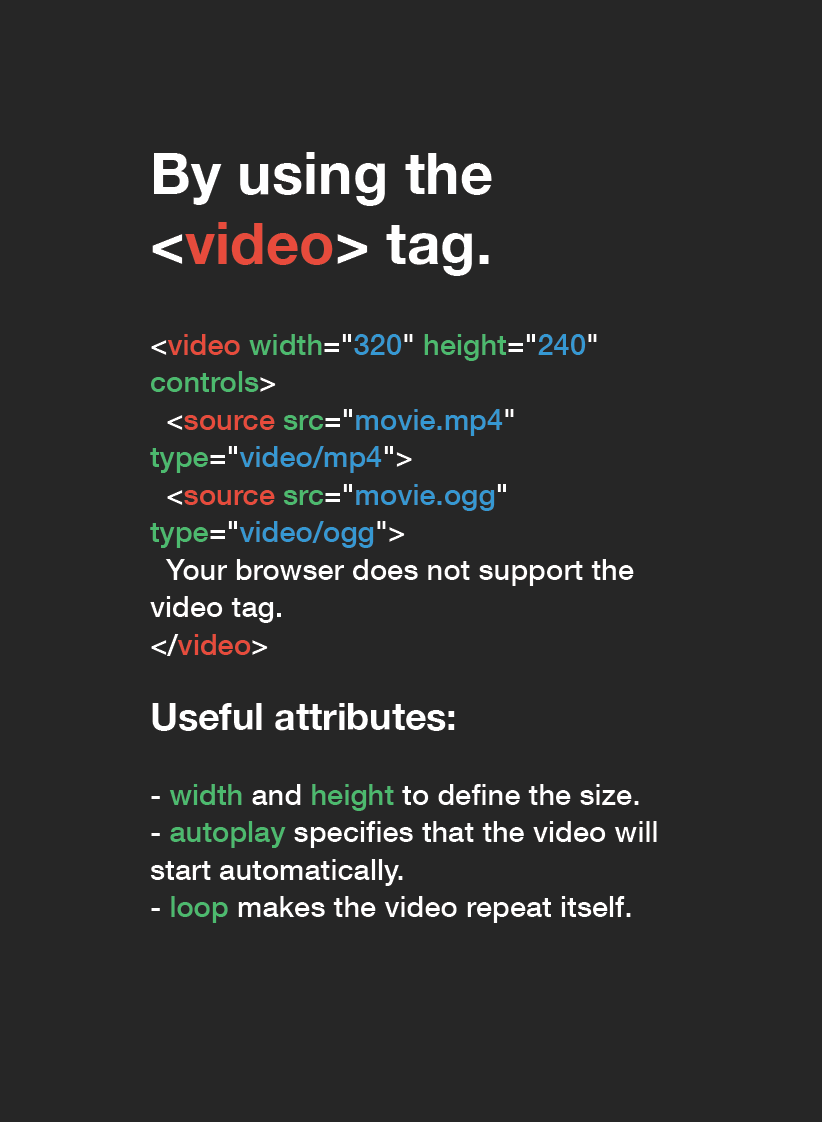 By using the
<video> tag.
<video width="320" height="240"
controls>
  <source src="movie.mp4"
type="video/mp4">
  <source src="movie.ogg"
type="video/ogg">
  Your browser does not support the
video tag.
</video>
Useful attributes:
- width and height to define the size.
- autoplay specifies that the video will
start automatically.
- loop makes the video repeat itself.